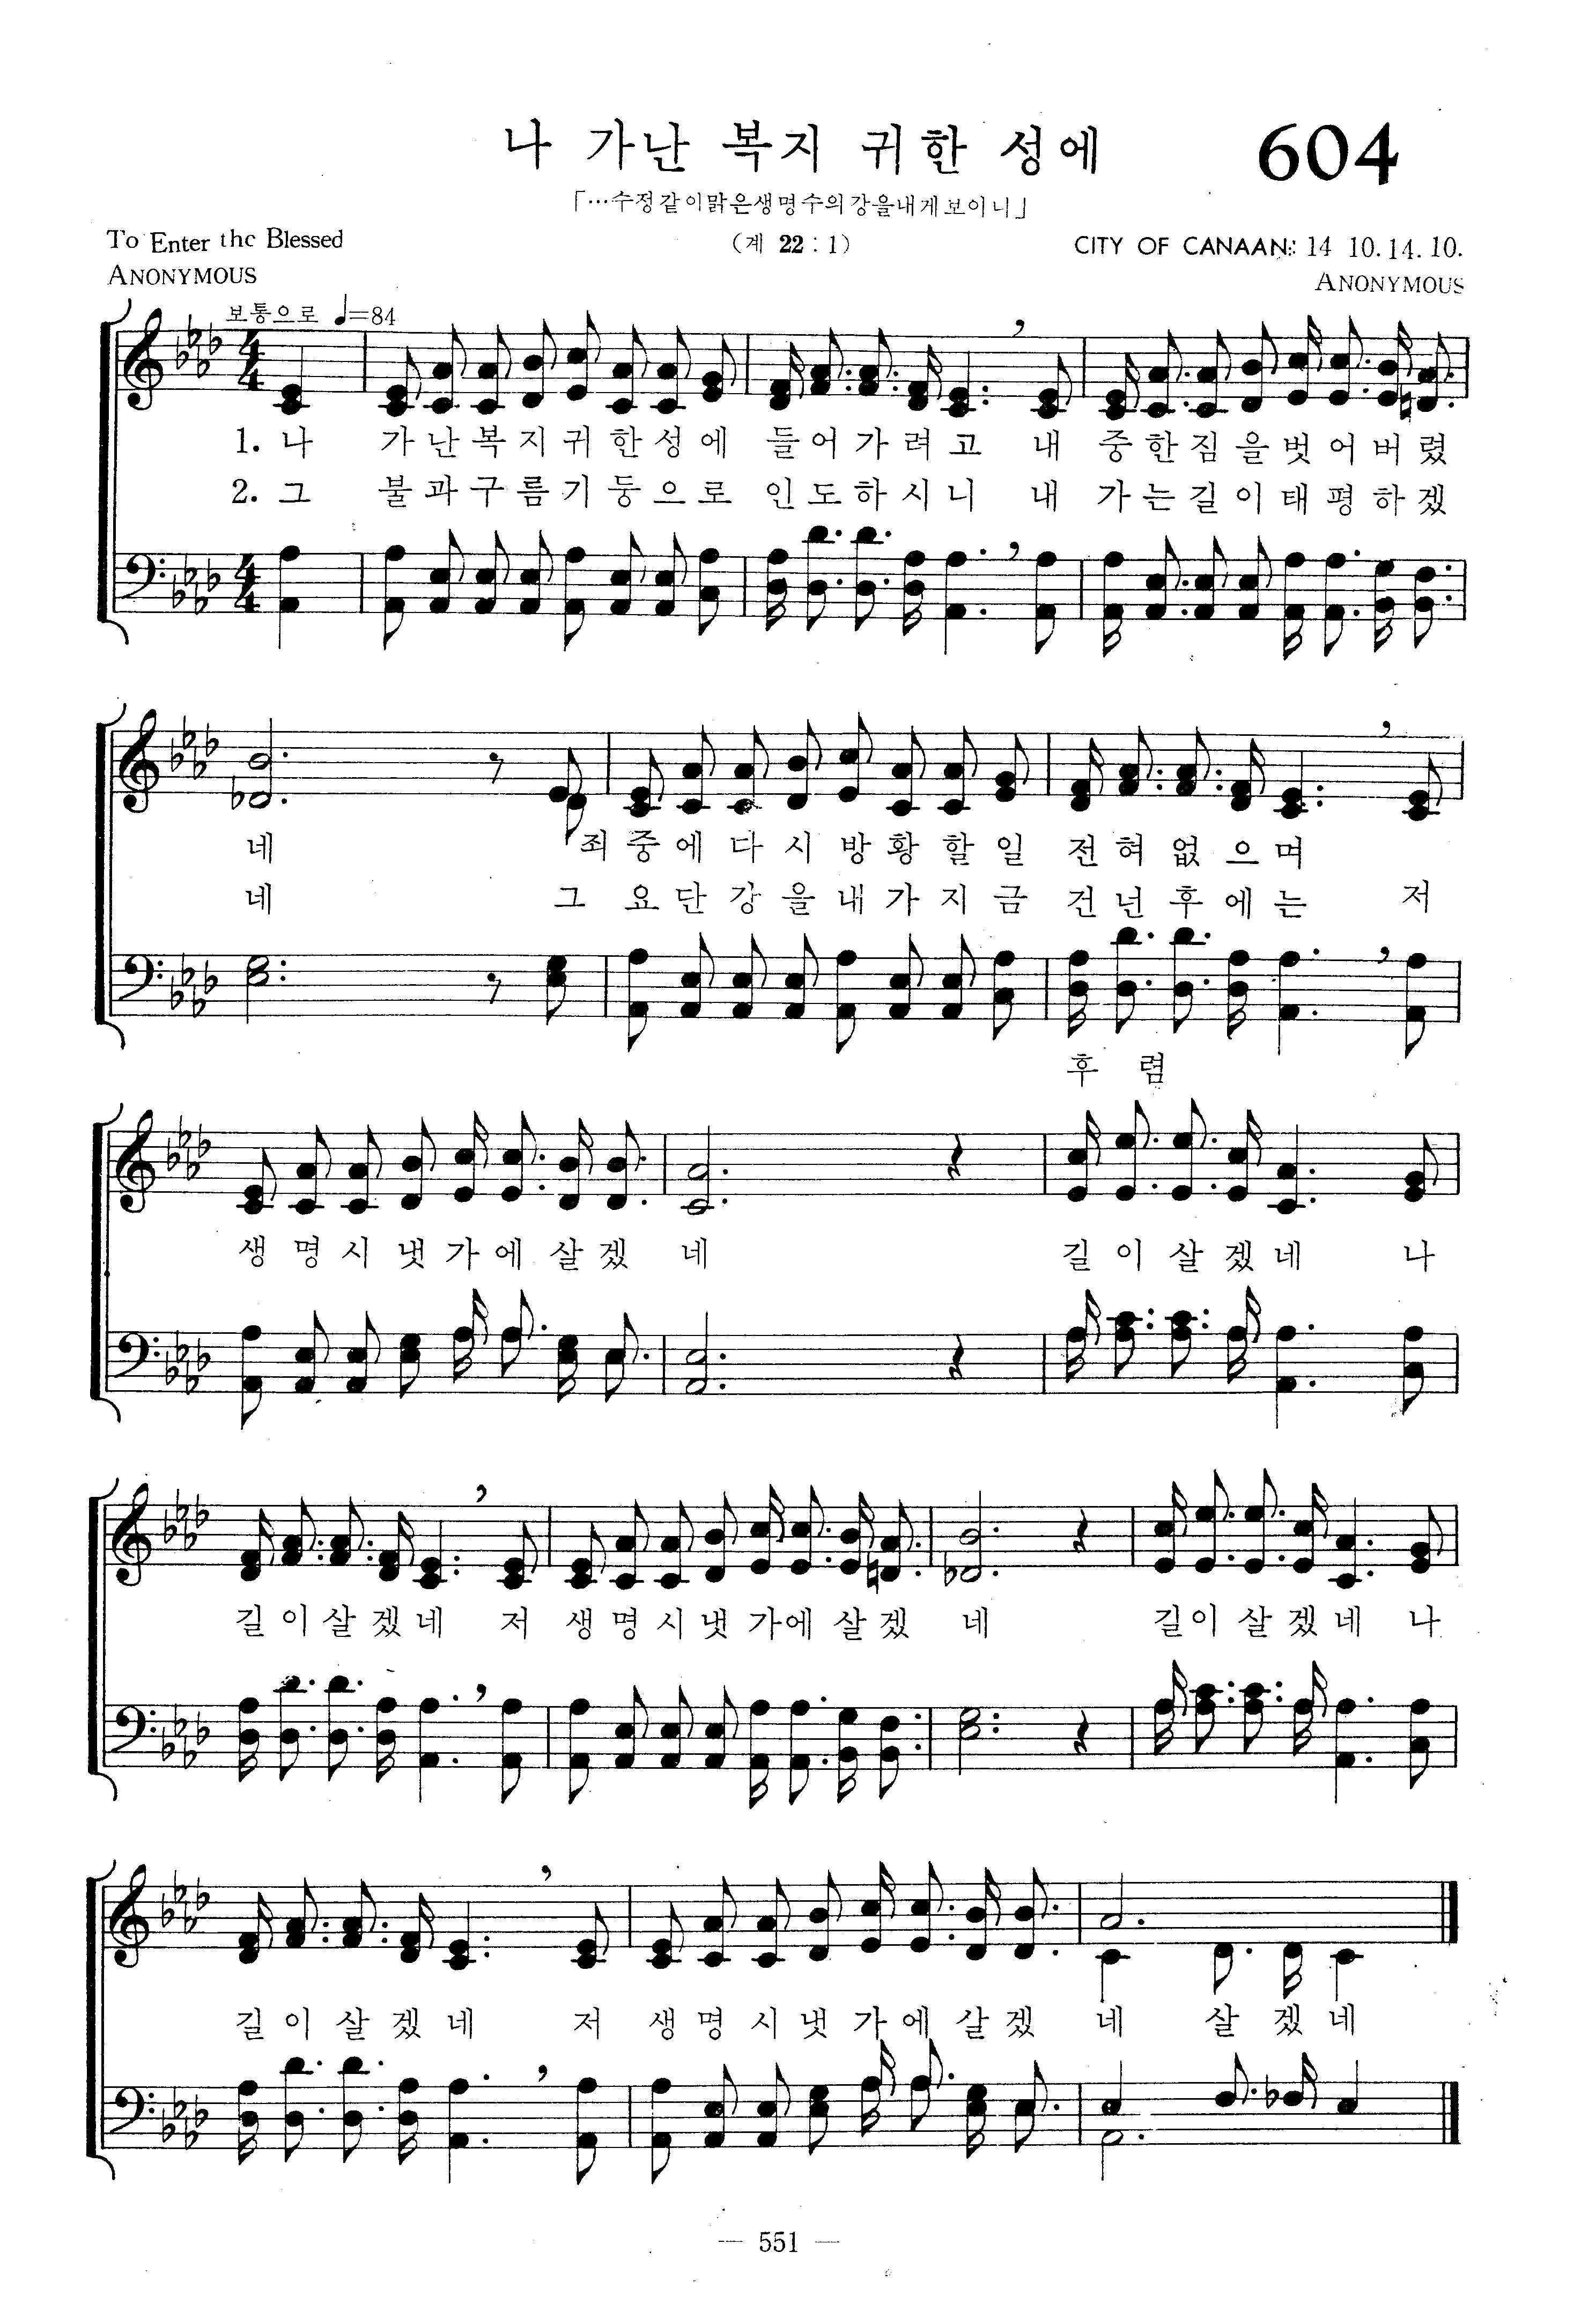 나 가난 복지 귀한 성에 604
「…수정같이맑은생명수의강을내게보이니」
To Enter the Blessed (계 22 : 1) CITY OF CANAAN: 14 10. 14. 10.
ANONYMOUS ANONYMOUS
보통으로 ♩=84
1. 나 가 난 복 지 귀 한 성 에 들 어 가 려 고 내 중 한 짐 을 벗 어 버 렸
2. 그 불 과 구 름 기 둥 으 로 인 도 하 시 니 내 가 는 길 이 태 평 하 겠
네 죄 중 에 다 시 방 황 할 일 전 혀 없 으 며
네 그 요 단 강 을 내 가 지 금 건 넌 후 에 는 저
후 렴
생 명 시 냇 가 에 살 겠 네 길 이 살 겠 네 나
길 이 살 겠 네 저 생 명 시 냇 가 에 살 겠 네 길 이 살 겠 네 나
길 이 살 겠 네 저 생 명 시 냇 가 에 살 겠 네 살 겠 네
— 551 —